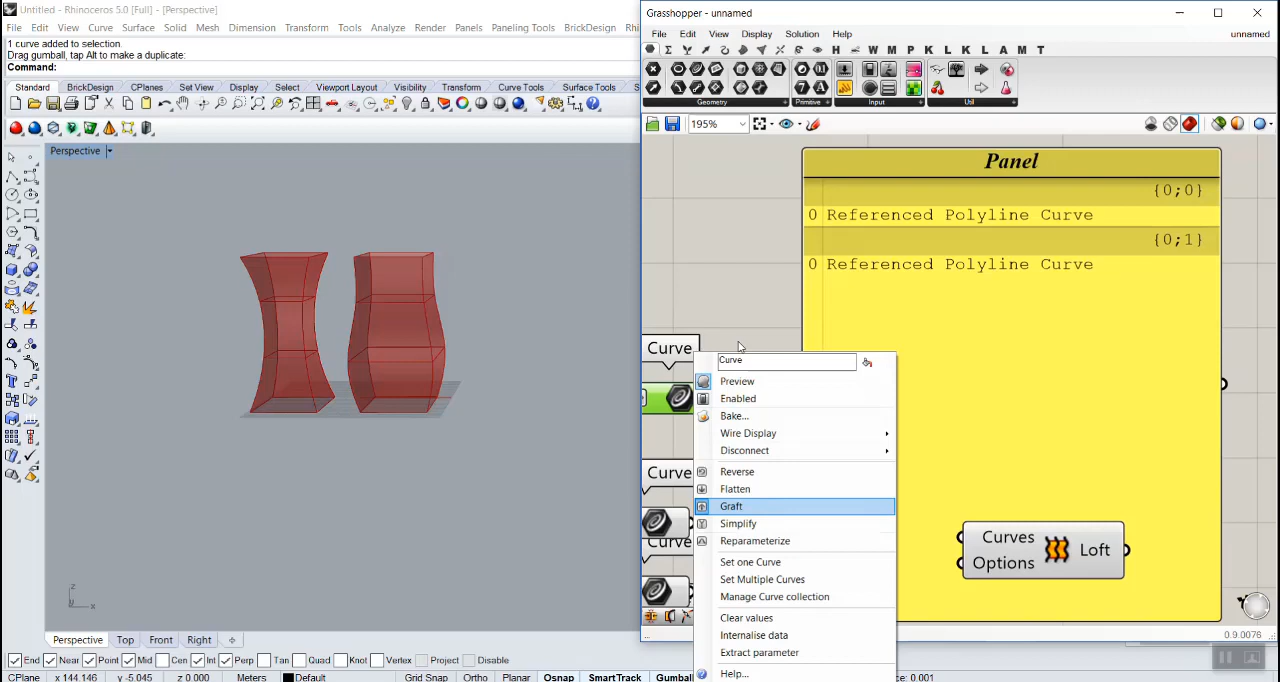 Untitled - Rhinoceros 5.0 [Full] - [Perspective]
File Edit View Curve Surface Solid Mesh Dimension Transform Tools Analyze Panels Paneling Tools BrickDesign
1 curve added to selection.
Drag gumball, tap Alt to make a duplicate:
Command:
Standard BrickDesign CPlanes Set View Display Select Viewport Layout Visibility Transform Curve Tools Surface Tools
Perspective
z
y x
Perspective Top Front Right
End Near Point Mid Cen Int Perp Tan Quad Knot Vertex Project Disable
CPlane x 144.146 y -5.045 z 0.000 Meters Default Grid Snap Ortho Planar Osnap SmartTrack Gumball
Grasshopper - unnamed
File Edit View Display Solution Help unnamed
Σ H W M P K L K L A M T
Geometry Primitive Input Util
195%
Panel
{0;0}
0 Referenced Polyline Curve
{0;1}
0 Referenced Polyline Curve
Curve
Curve
Curve
Curve
Preview
Enabled
Bake...
Wire Display
Disconnect
Reverse
Flatten
Graft
Simplify
Reparameterize
Set one Curve
Set Multiple Curves
Manage Curve collection
Clear values
Internalise data
Extract parameter
Help...
Curves
Options
Loft
0.9.0076
0.001